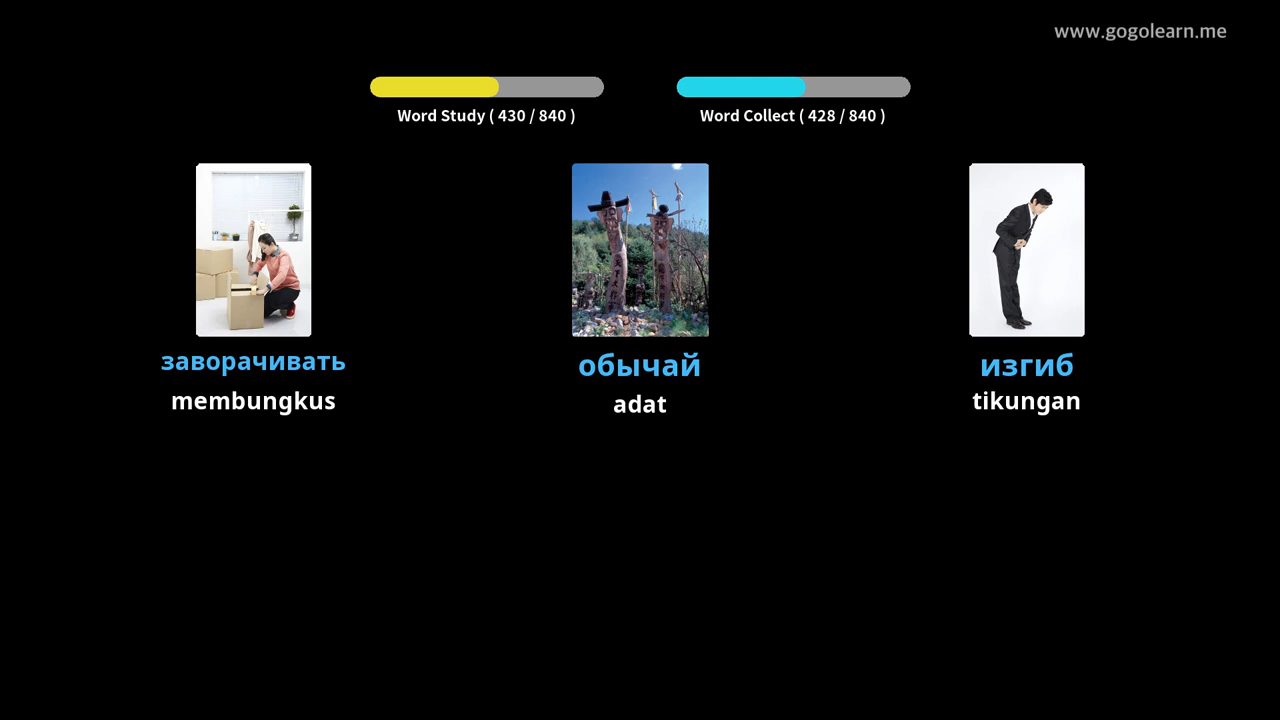 www.gogolearn.me
Word Study ( 430 / 840 )
Word Collect ( 428 / 840 )
заворачивать
membungkus
обычай
adat
изгиб
tikungan